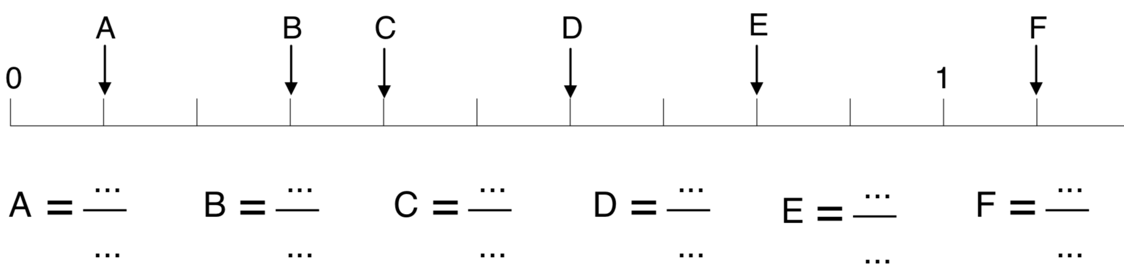 A B C D E F
0 1
A = ... B = ... C = ... D = ... E = ... F = ...
... ... ... ... ... ...